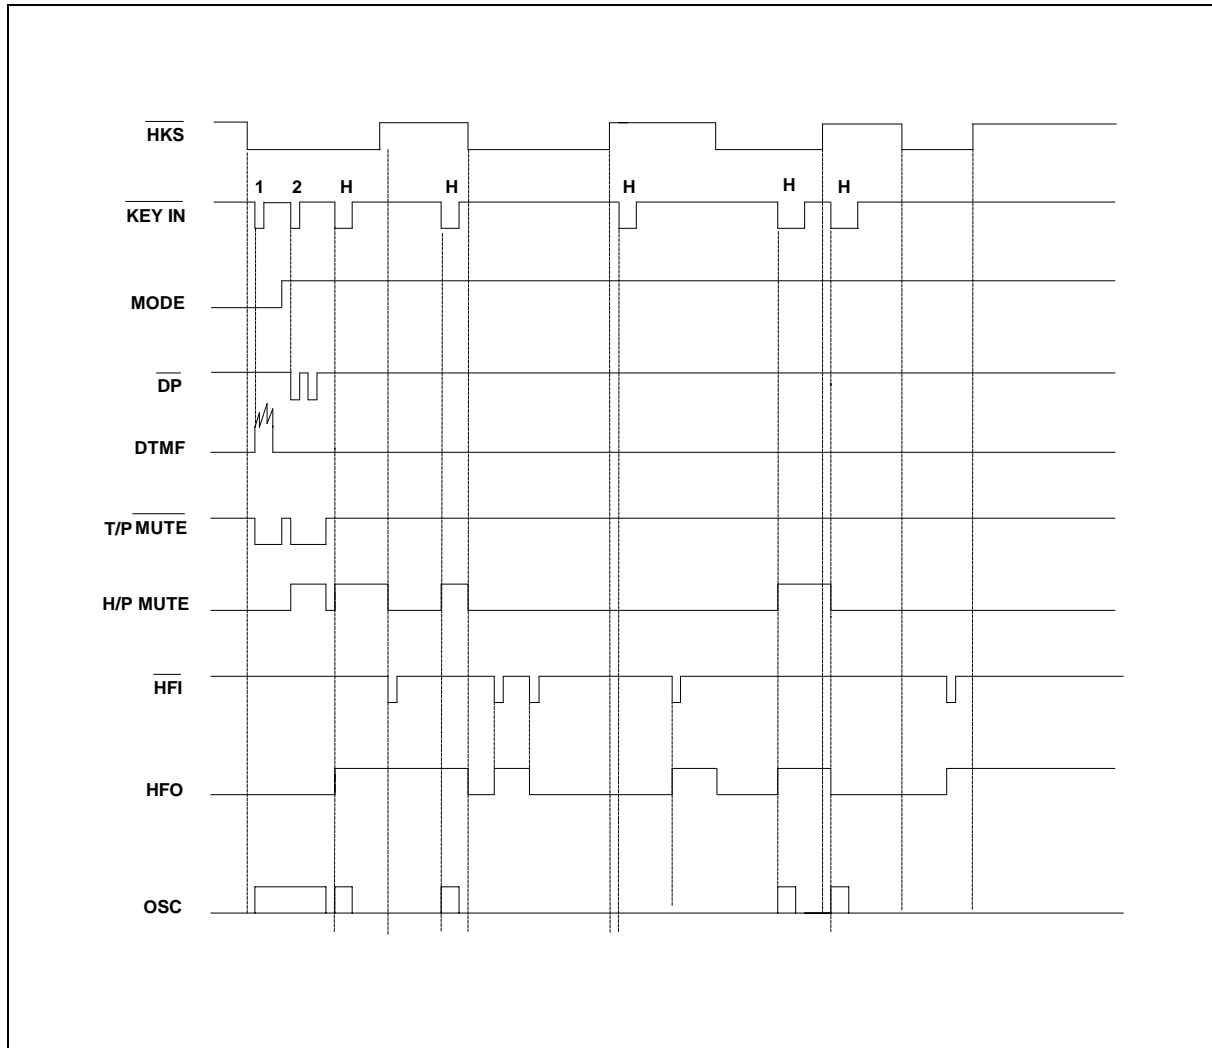 HKS
1 2 H H H H H
KEY IN
MODE
DP
DTMF
T/P MUTE
H/P MUTE
HFI
HFO
OSC